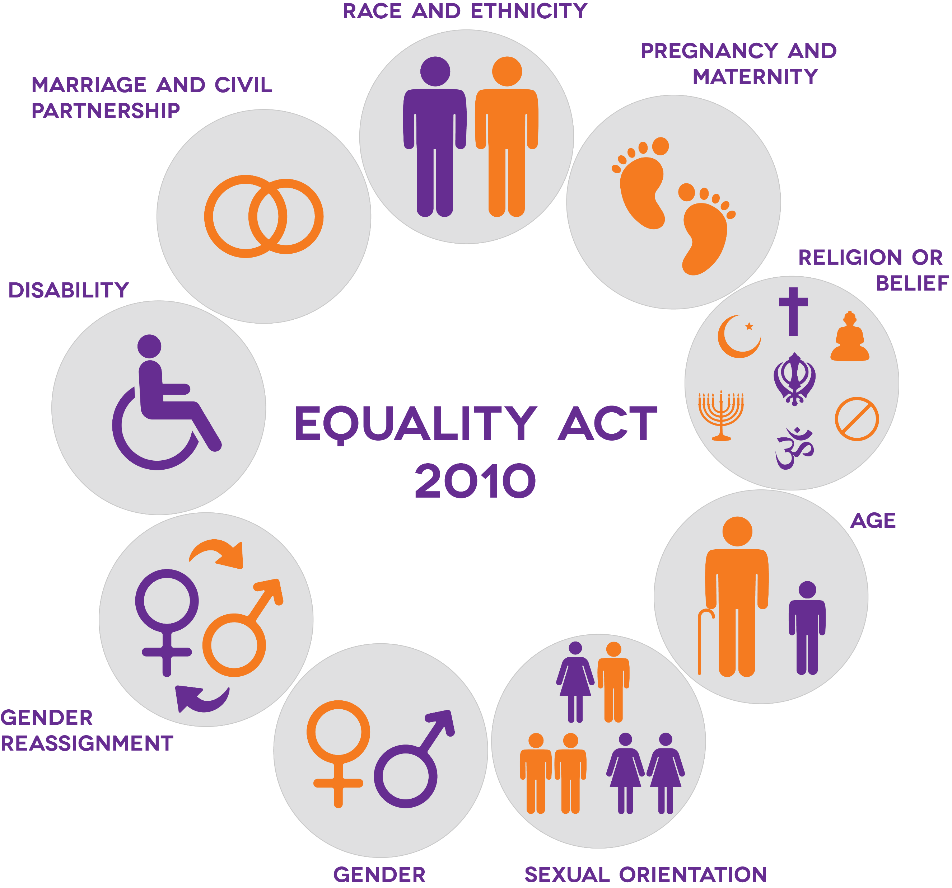 RACE AND ETHNICITY
PREGNANCY AND
MATERNITY
MARRIAGE AND CIVIL
PARTNERSHIP
RELIGION OR
BELIEF
DISABILITY
EQUALITY ACT
2010
AGE
GENDER
REASSIGNMENT
GENDER
SEXUAL ORIENTATION